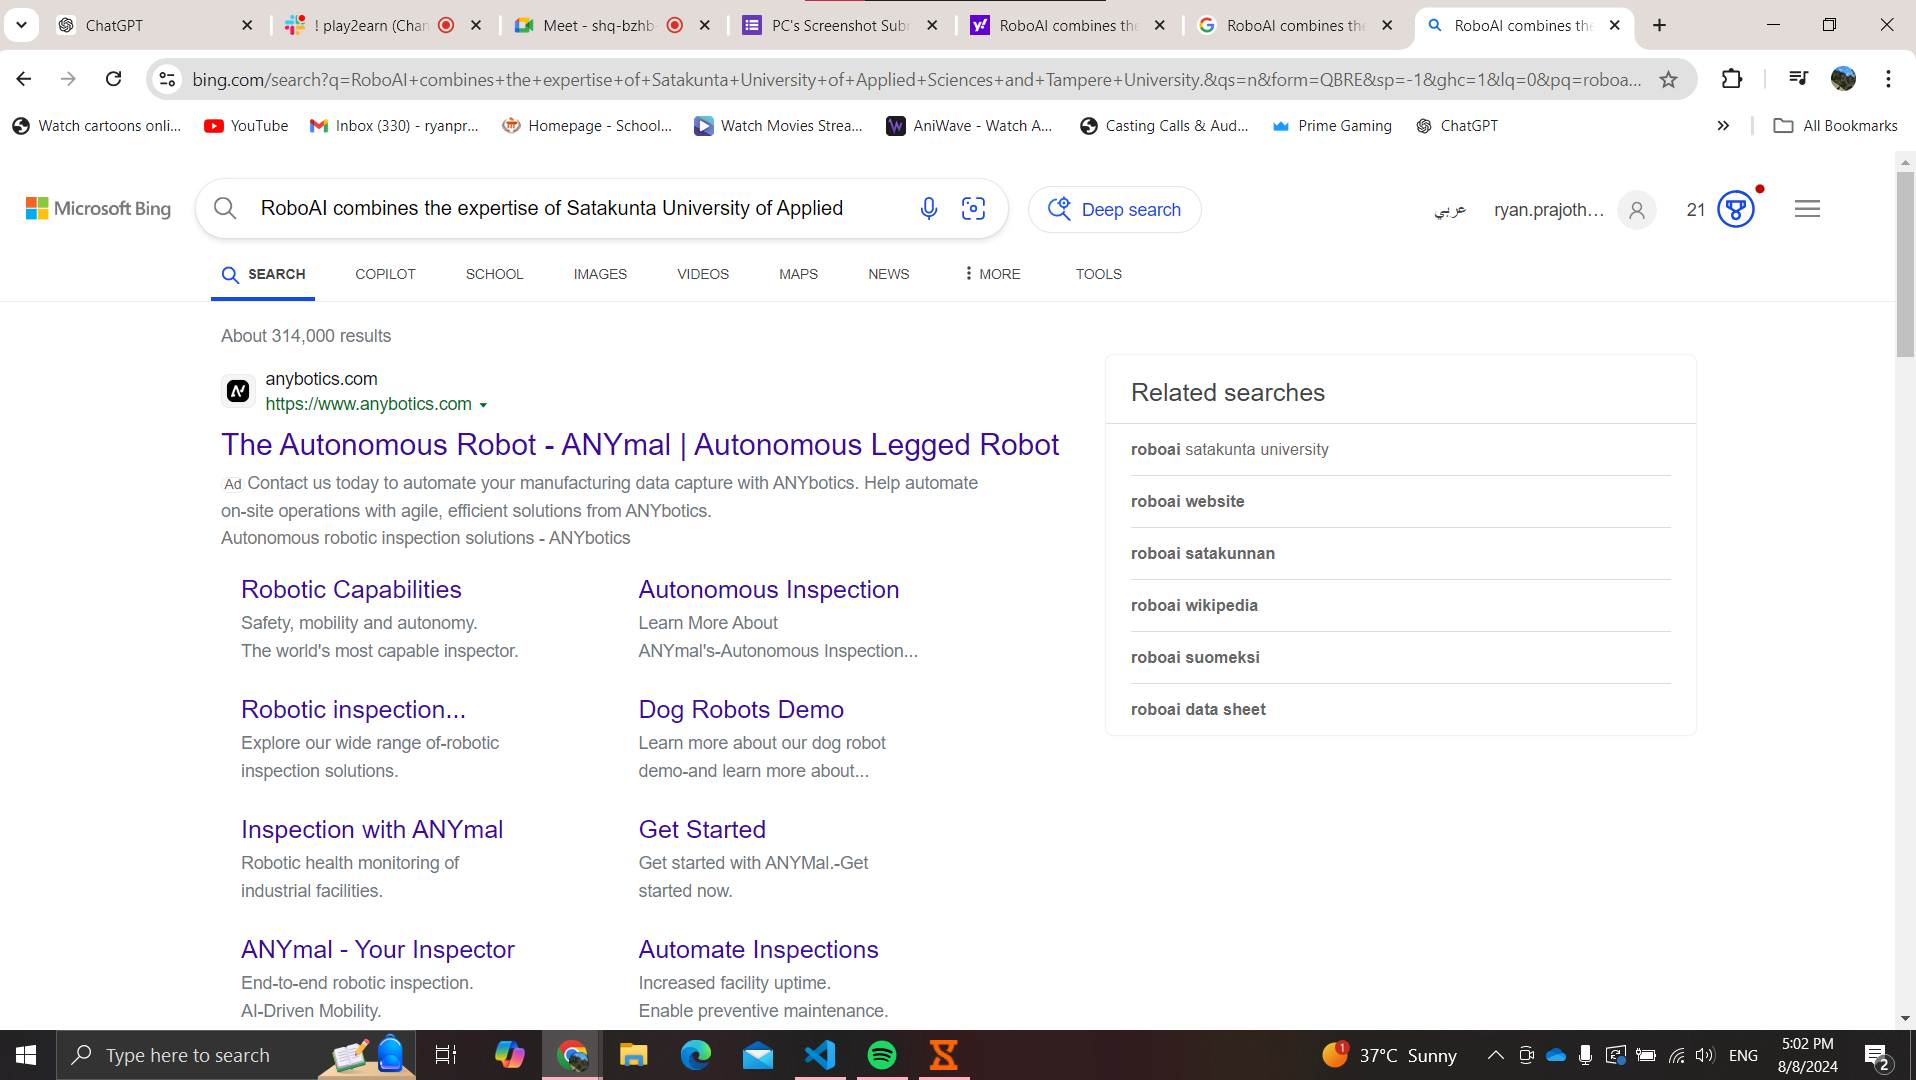 ChatGPT
! play2earn (Chan
Meet - shq-bzhb-
PC's Screenshot Subr
RoboAI combines the
RoboAI combines the
RoboAI combines the
bing.com/search?q=RoboAI+combines+the+expertise+of+Satakunta+University+of+Applied+Sciences+and+Tampere+University.&qs=n&form=QBRE&sp=-1&ghc=1&lq=0&pq=roboa...
Watch cartoons onli...
YouTube
Inbox (330) - ryanpr...
Homepage - School...
Watch Movies Strea...
AniWave - Watch A...
Casting Calls & Aud...
Prime Gaming
ChatGPT
All Bookmarks
Microsoft Bing
RoboAI combines the expertise of Satakunta University of Applied
Deep search
عربي
ryan.prajoth...
21
SEARCH
COPILOT
SCHOOL
IMAGES
VIDEOS
MAPS
NEWS
MORE
TOOLS
About 314,000 results
anybotics.com
https://www.anybotics.com
The Autonomous Robot - ANYmal | Autonomous Legged Robot
Ad Contact us today to automate your manufacturing data capture with ANYbotics. Help automate
on-site operations with agile, efficient solutions from ANYbotics.
Autonomous robotic inspection solutions - ANYbotics
Robotic Capabilities
Safety, mobility and autonomy.
The world's most capable inspector.
Autonomous Inspection
Learn More About
ANYmal's-Autonomous Inspection...
Robotic inspection...
Explore our wide range of-robotic
inspection solutions.
Dog Robots Demo
Learn more about our dog robot
demo-and learn more about...
Inspection with ANYmal
Robotic health monitoring of
industrial facilities.
Get Started
Get started with ANYMal.-Get
started now.
ANYmal - Your Inspector
End-to-end robotic inspection.
AI-Driven Mobility.
Automate Inspections
Increased facility uptime.
Enable preventive maintenance.
Related searches
roboai satakunta university
roboai website
roboai satakunnan
roboai wikipedia
roboai suomeksi
roboai data sheet
Type here to search
1
37°C Sunny
ENG
5:02 PM
8/8/2024
2